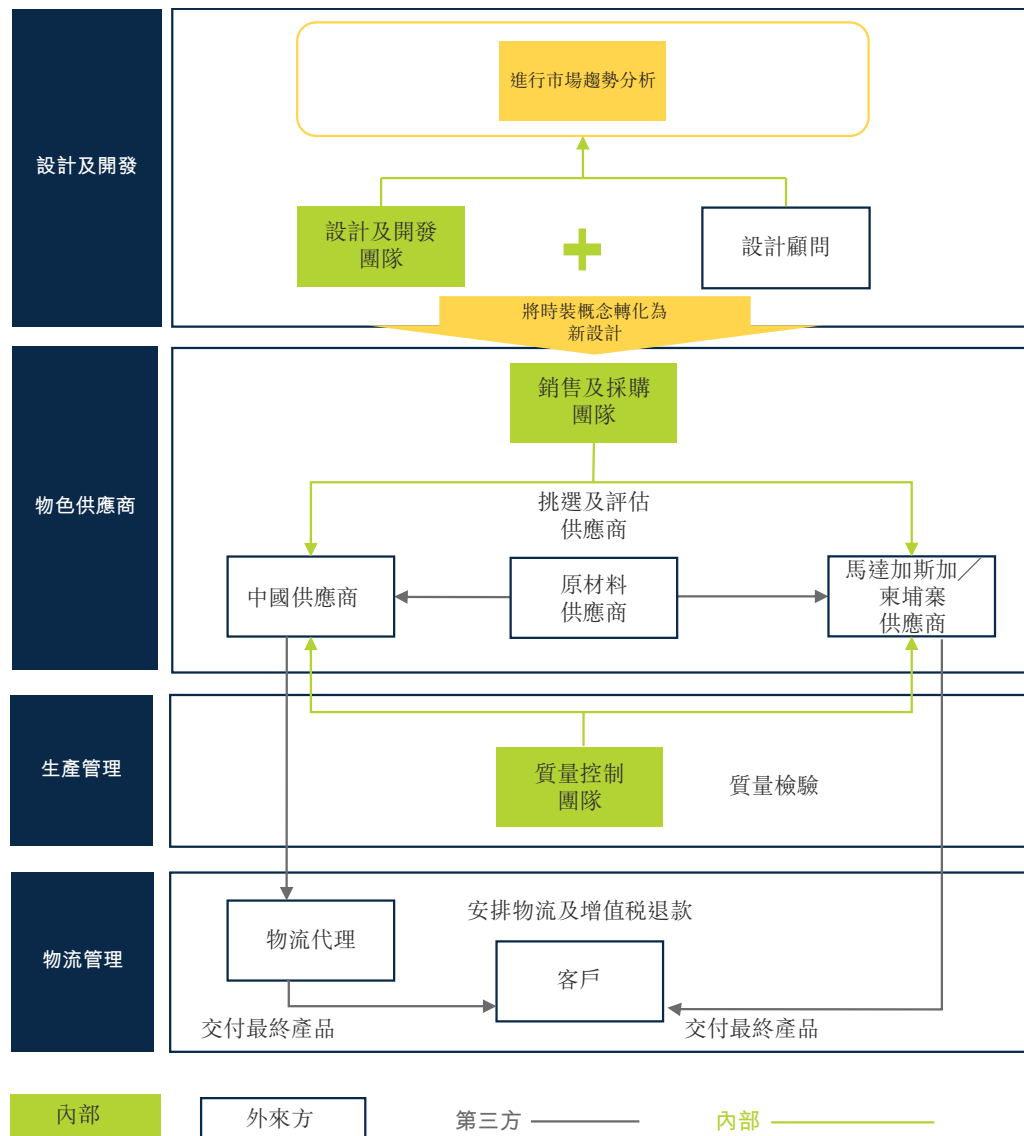 設計及開發
進行市場趨勢分析
設計及開發
團隊
設計顧問
將時裝概念轉化為
新設計
物色供應商
銷售及採購
團隊
挑選及評估
供應商
中國供應商
原材料
供應商
馬達加斯加／
柬埔寨
供應商
生產管理
質量控制
團隊
質量檢驗
物流管理
安排物流及增值税退款
物流代理
客戶
交付最終產品
交付最終產品
內部
外來方
第三方
內部